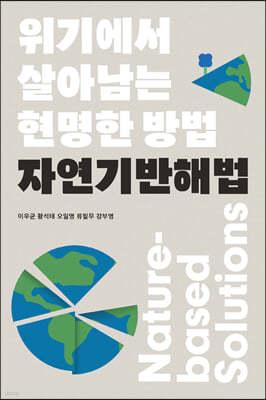 위기에서
살아남는
현명한 방법
자연기반해법
이우균 황석태 오일영 류필무 강부영
Nature-
based
Solutions